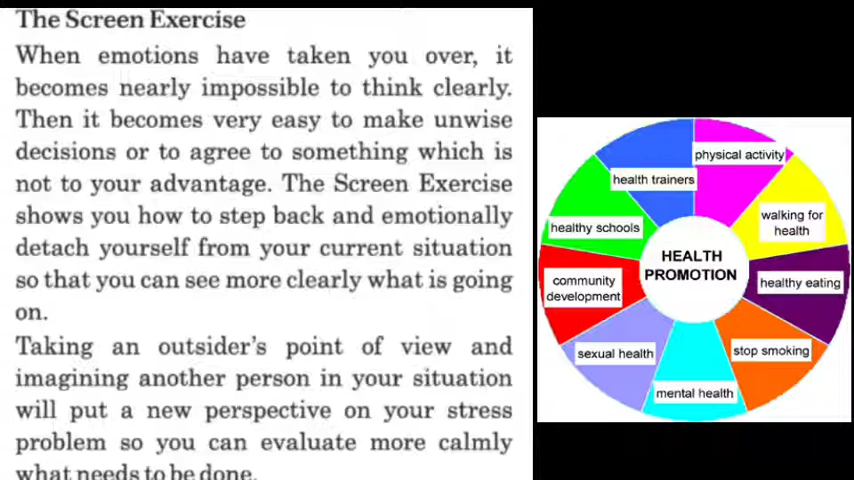 The Screen Exercise
When emotions have taken you over, it
becomes nearly impossible to think clearly.
Then it becomes very easy to make unwise
decisions or to agree to something which is
not to your advantage. The Screen Exercise
shows you how to step back and emotionally
detach yourself from your current situation
so that you can see more clearly what is going
on.
Taking an outsider's point of view and
imagining another person in your situation
will put a new perspective on your stress
problem so you can evaluate more calmly
what needs to be done.
physical activity
health trainers
walking for
health
healthy schools
HEALTH
PROMOTION
community
development
healthy eating
sexual health
stop smoking
mental health